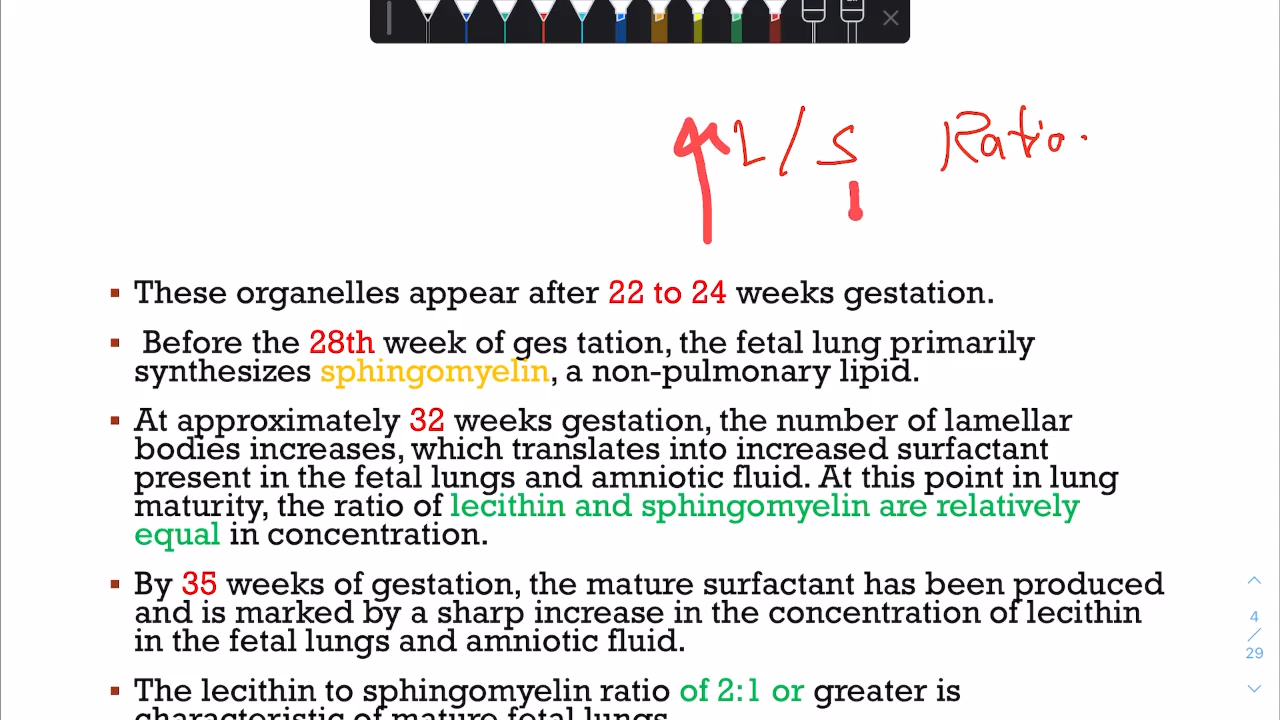 L/S Ratio.
These organelles appear after 22 to 24 weeks gestation.
Before the 28th week of ges tation, the fetal lung primarily
synthesizes sphingomyelin, a non-pulmonary lipid.
At approximately 32 weeks gestation, the number of lamellar
bodies increases, which translates into increased surfactant
present in the fetal lungs and amniotic fluid. At this point in lung
maturity, the ratio of lecithin and sphingomyelin are relatively
equal in concentration.
By 35 weeks of gestation, the mature surfactant has been produced
and is marked by a sharp increase in the concentration of lecithin
in the fetal lungs and amniotic fluid.
The lecithin to sphingomyelin ratio of 2:1 or greater is
characteristic of mature fetal lungs
4
/
29